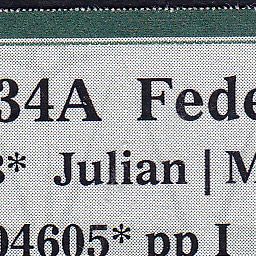 34A Fede
* Julian | M
04605* pp I